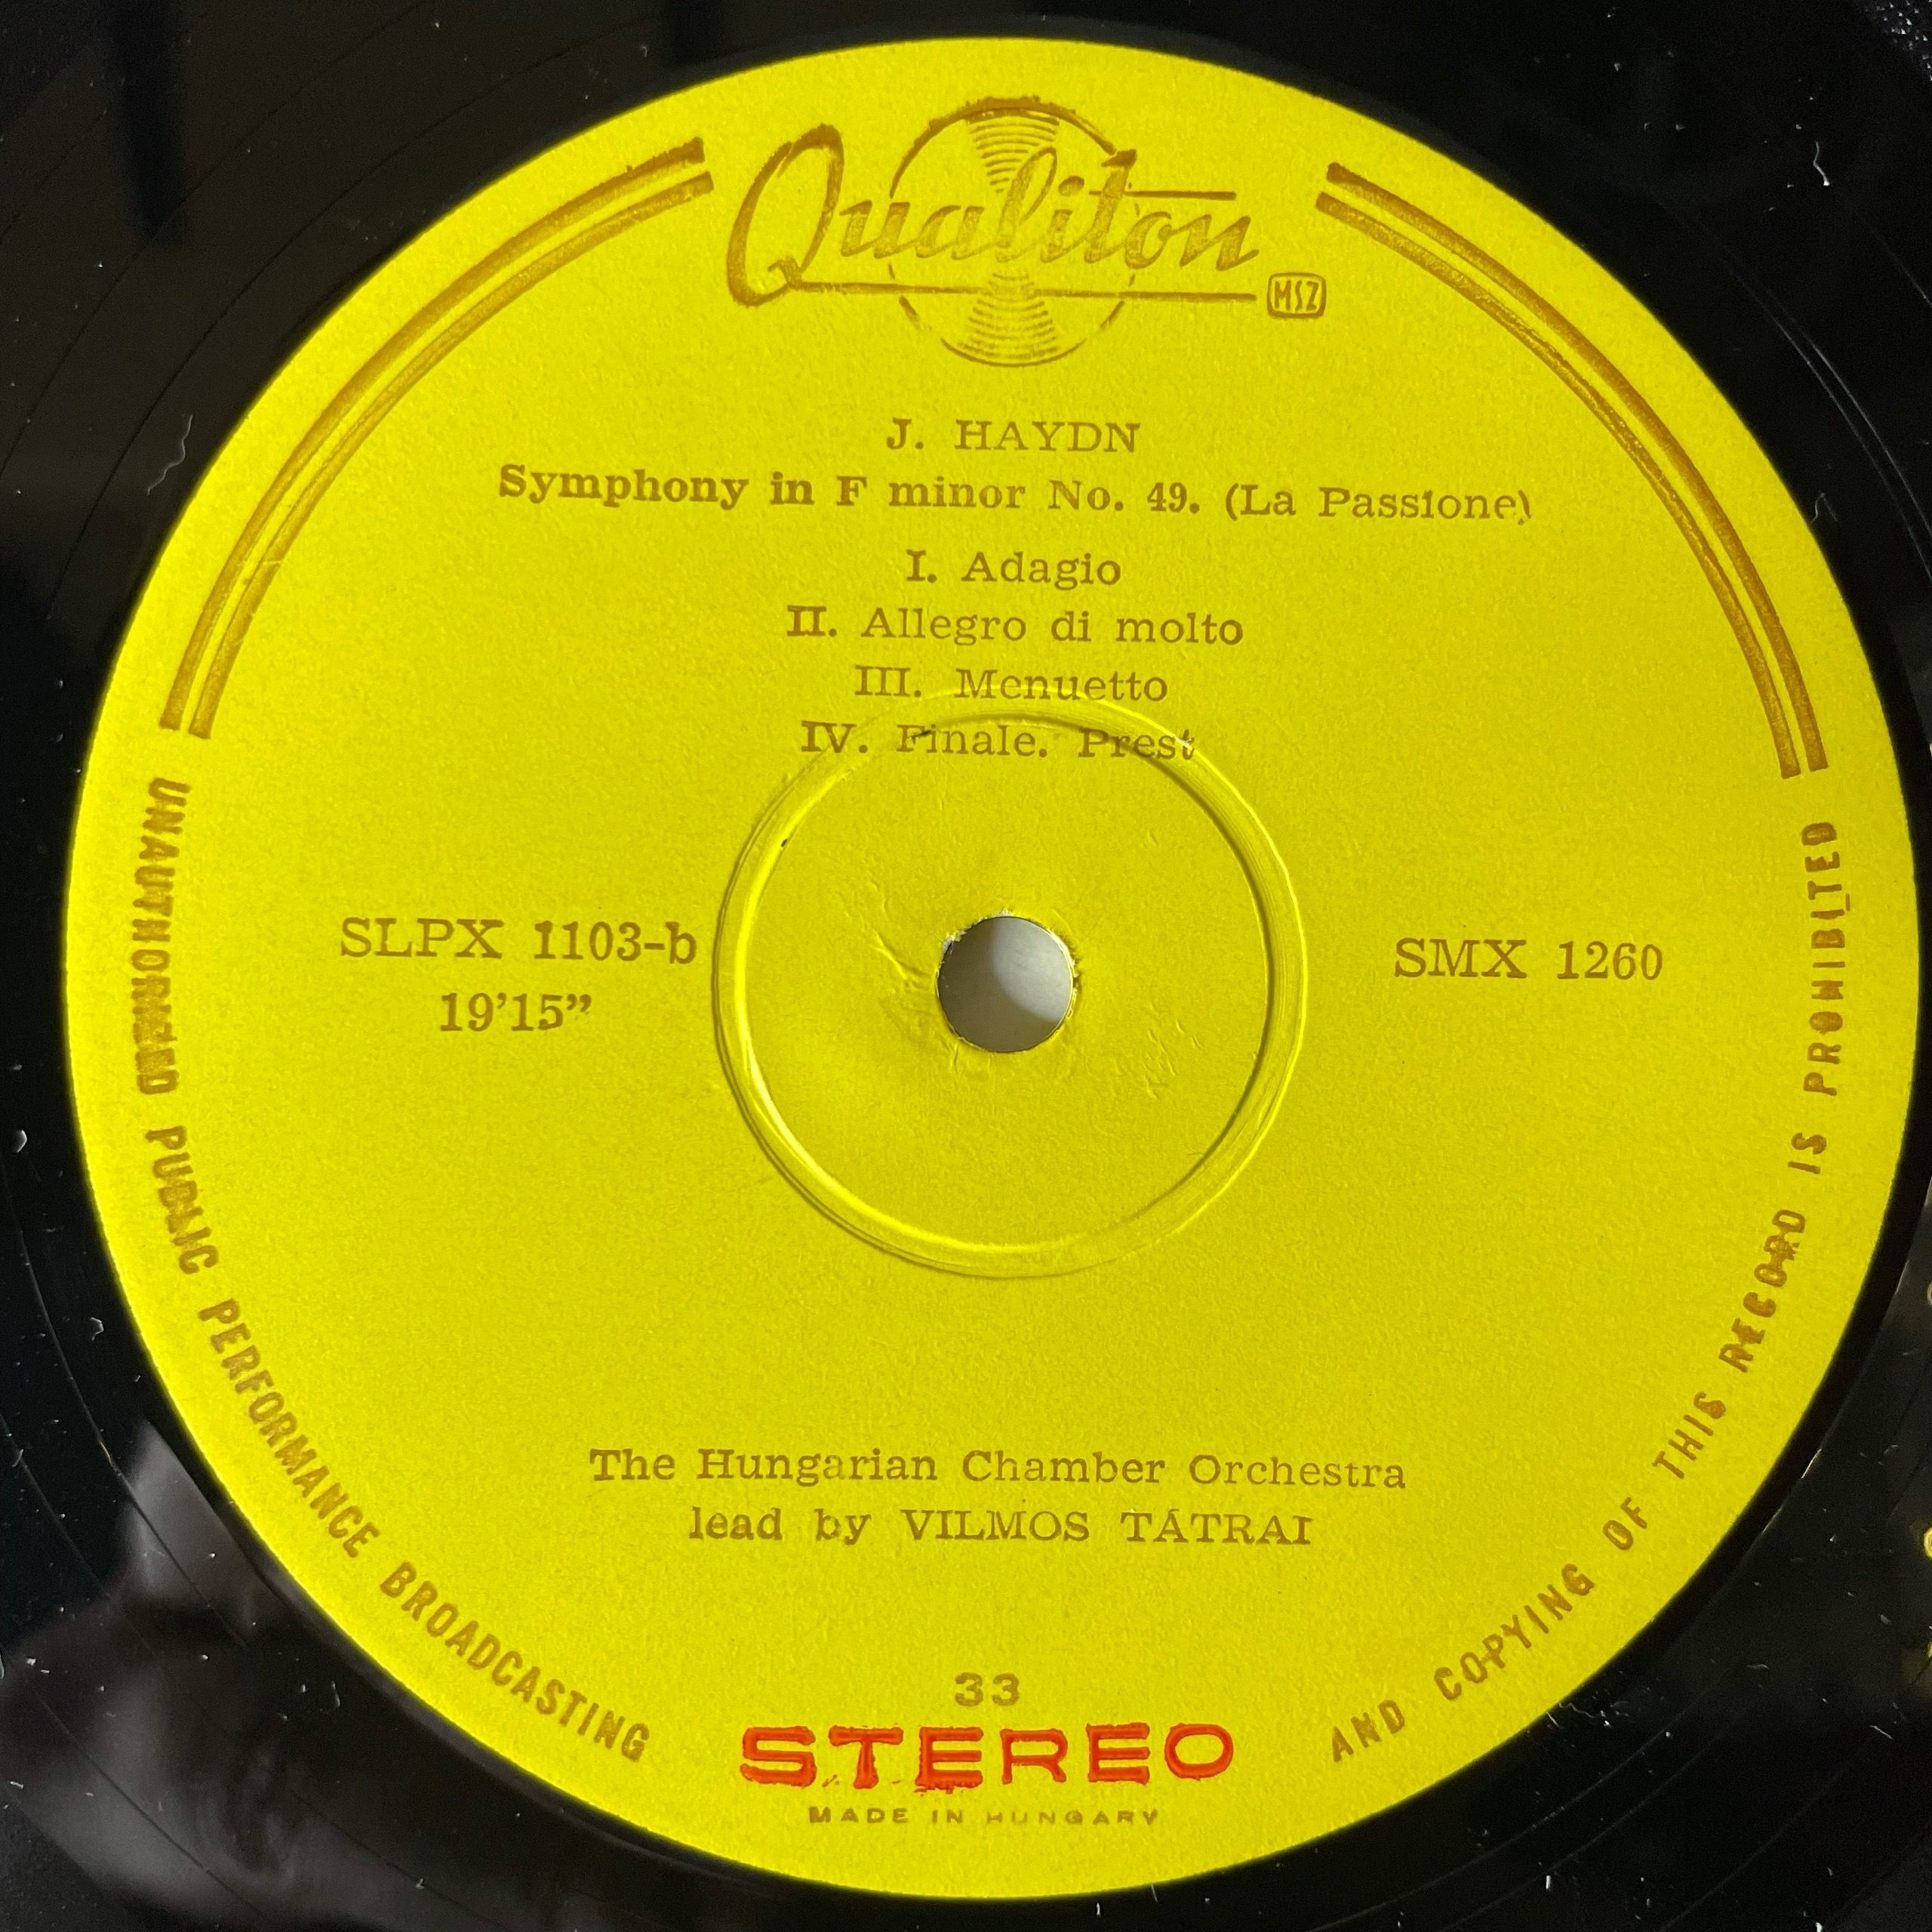 Qualiton
MSZ
J. HAYDN
Symphony in F minor No. 49. (La Passione)
I. Adagio
II. Allegro di molto
III. Menuetto
IV. Finale. Prest
SLPX 1103-b
19’15”
SMX 1260
The Hungarian Chamber Orchestra
lead by VILMOS TÁTRAI
33
STEREO
MADE IN HUNGARY
UNAUTHORIZED PUBLIC PERFORMANCE BROADCASTING AND COPYING OF THIS RECORD IS PROHIBITED